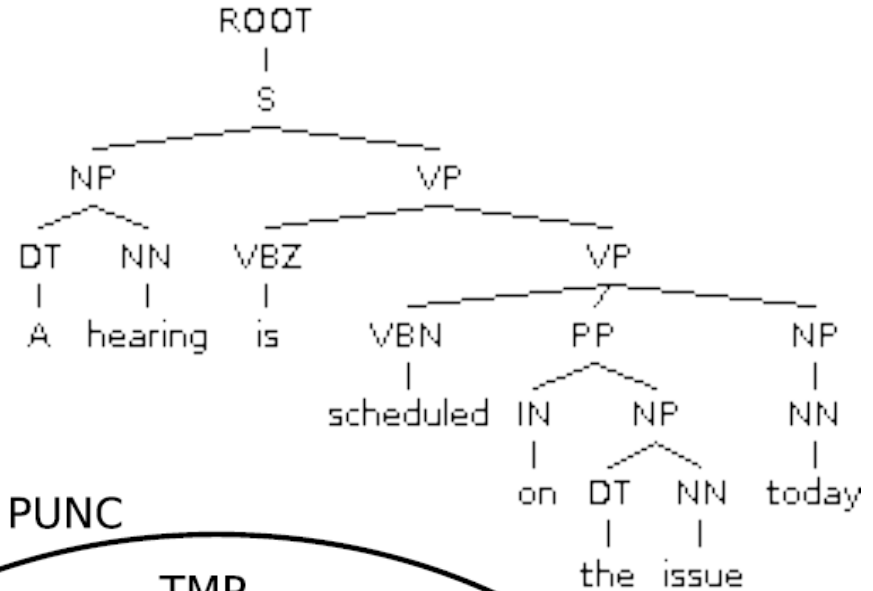 ROOT
S
NP VP
DT NN VBZ VP
A hearing is VBN PP NP
scheduled IN NP NN
on DT NN today
the issue
PUNC
TMP